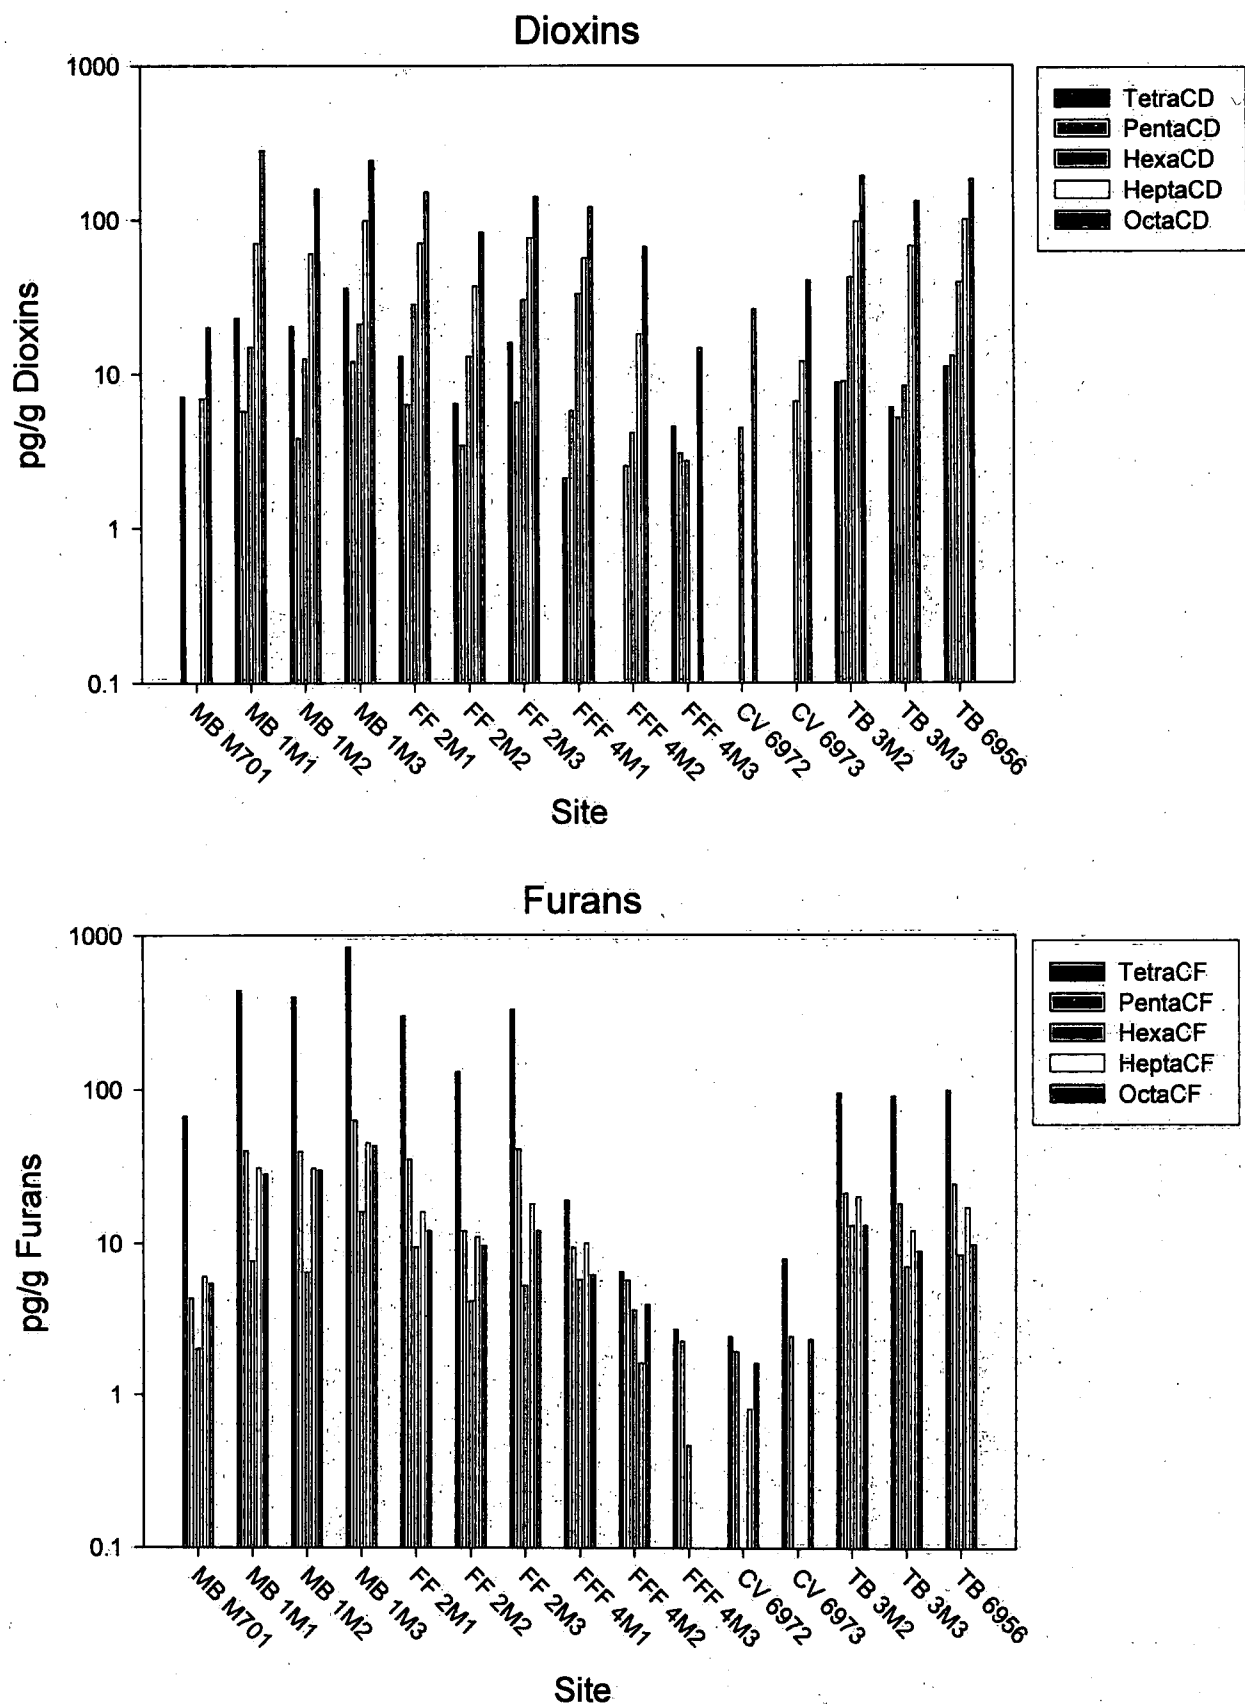 Dioxins
1000
100
10
1
0.1
pg/g Dioxins
TetraCD
PentaCD
HexaCD
HeptaCD
OctaCD
MB M701
MB 1M1
MB 1M2
MB 1M3
FF 2M1
FF 2M2
FF 2M3
FFF 4M1
FFF 4M2
FFF 4M3
CV 6972
CV 6973
TB 3M2
TB 3M3
TB 6956
Site
Furans
1000
100
10
1
0.1
pg/g Furans
TetraCF
PentaCF
HexaCF
HeptaCF
OctaCF
MB M701
MB 1M1
MB 1M2
MB 1M3
FF 2M1
FF 2M2
FF 2M3
FFF 4M1
FFF 4M2
FFF 4M3
CV 6972
CV 6973
TB 3M2
TB 3M3
TB 6956
Site